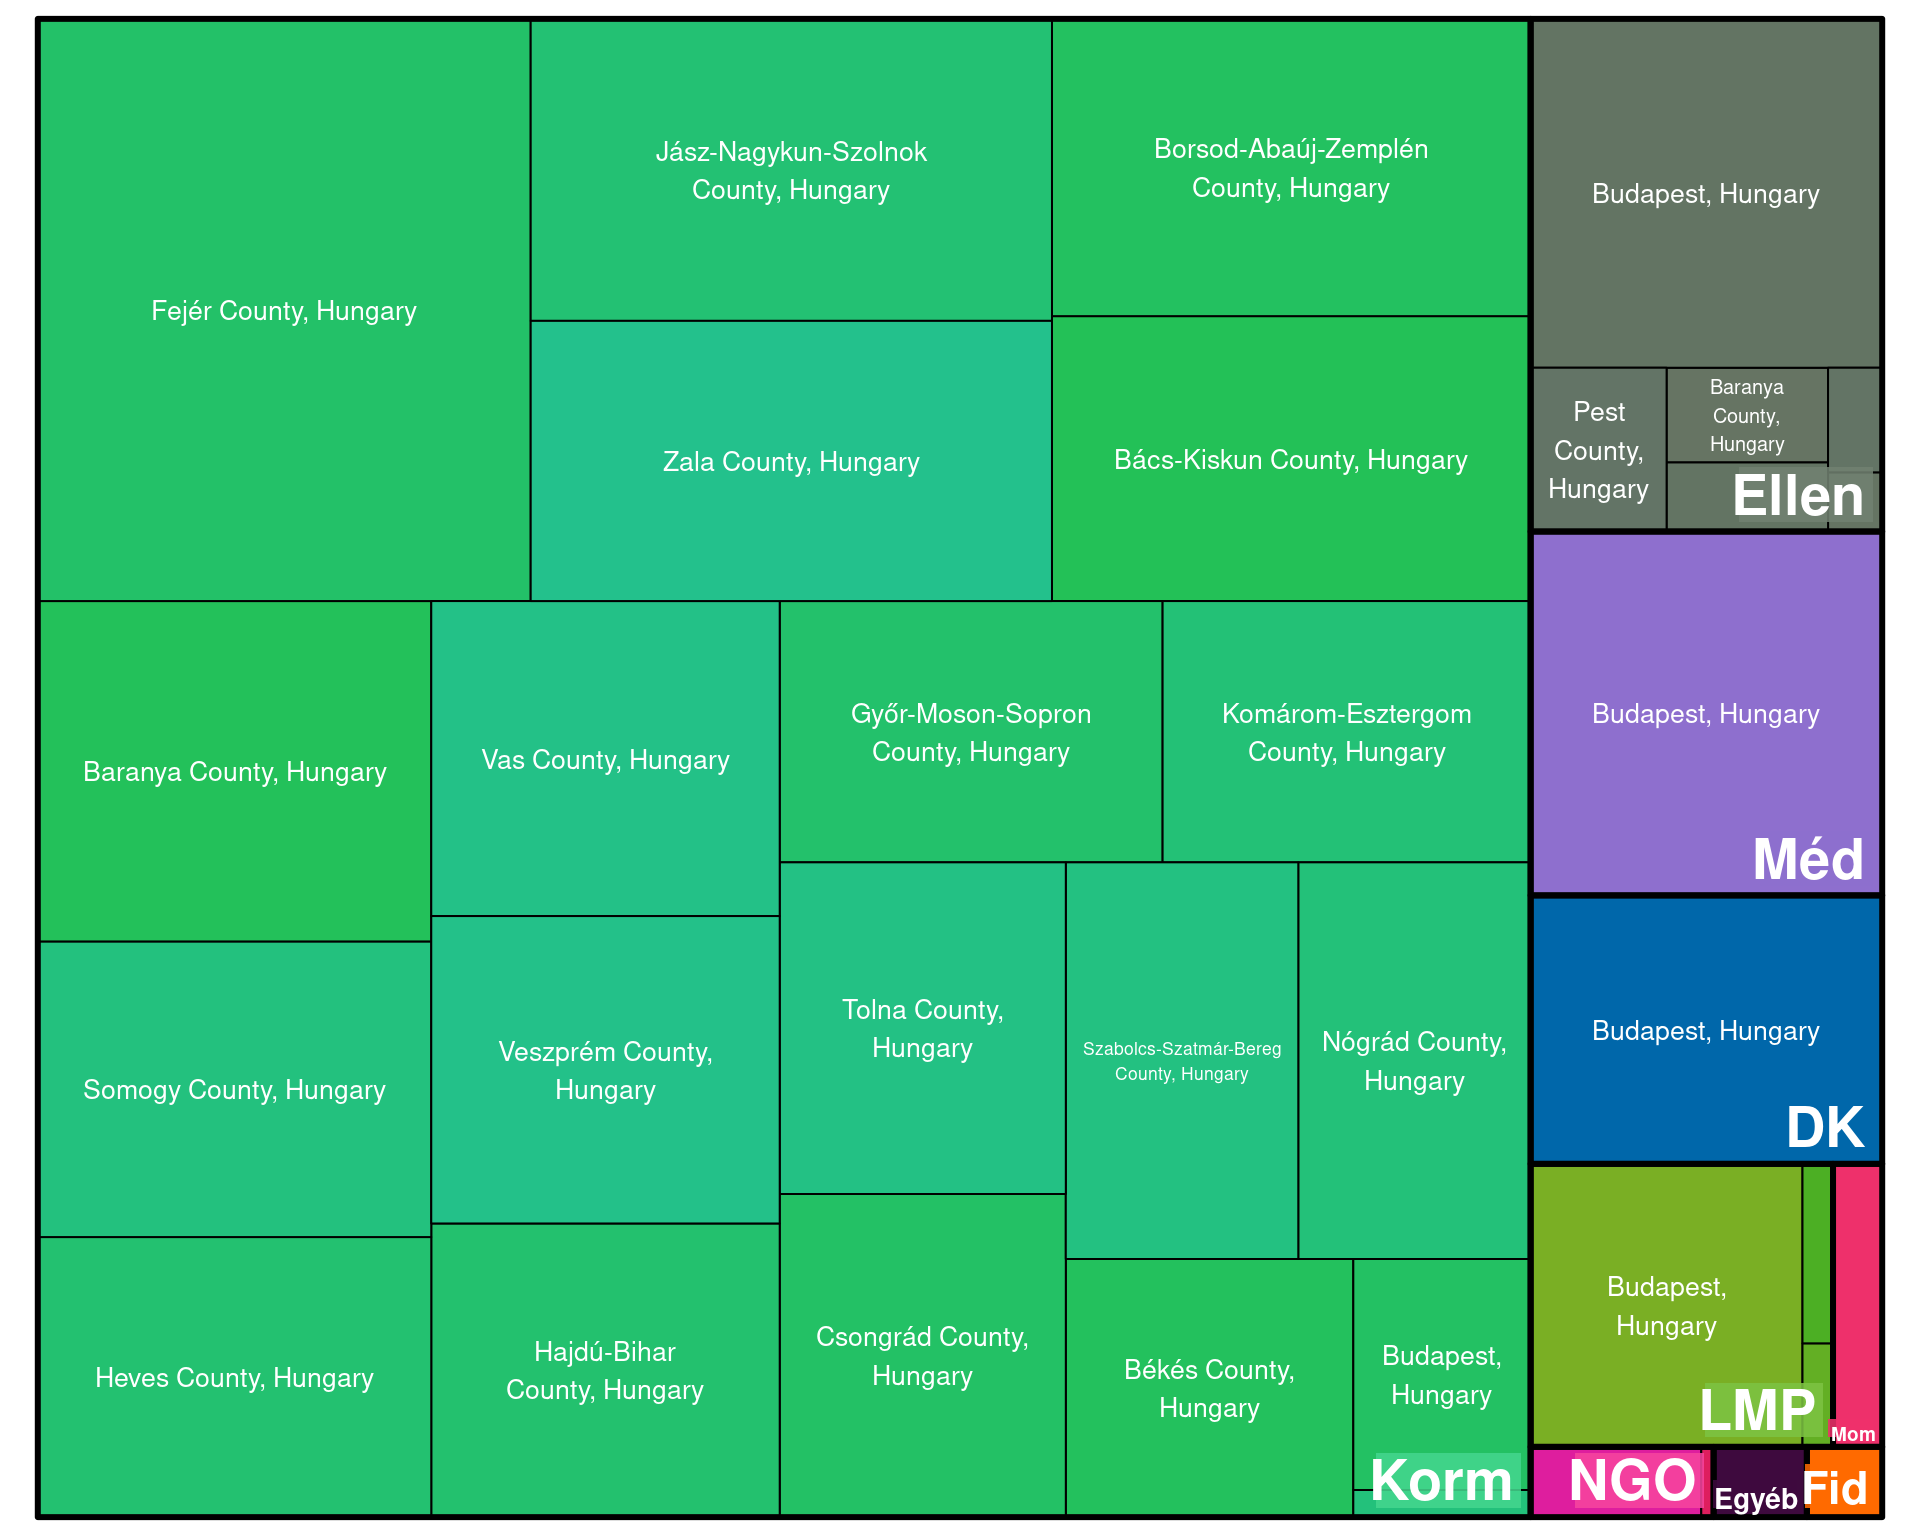 Fejér County, Hungary
Jász-Nagykun-Szolnok
County, Hungary
Borsod-Abaúj-Zemplén
County, Hungary
Zala County, Hungary
Bács-Kiskun County, Hungary
Baranya County, Hungary
Vas County, Hungary
Győr-Moson-Sopron
County, Hungary
Komárom-Esztergom
County, Hungary
Somogy County, Hungary
Veszprém County,
Hungary
Tolna County,
Hungary
Szabolcs-Szatmár-Bereg
County, Hungary
Nógrád County,
Hungary
Heves County, Hungary
Hajdú-Bihar
County, Hungary
Csongrád County,
Hungary
Békés County,
Hungary
Budapest,
Hungary
Korm
Budapest, Hungary
Pest
County,
Hungary
Baranya
County,
Hungary
Ellen
Budapest, Hungary
Méd
Budapest, Hungary
DK
Budapest,
Hungary
LMP
Mom
NGO
Egyéb
Fid